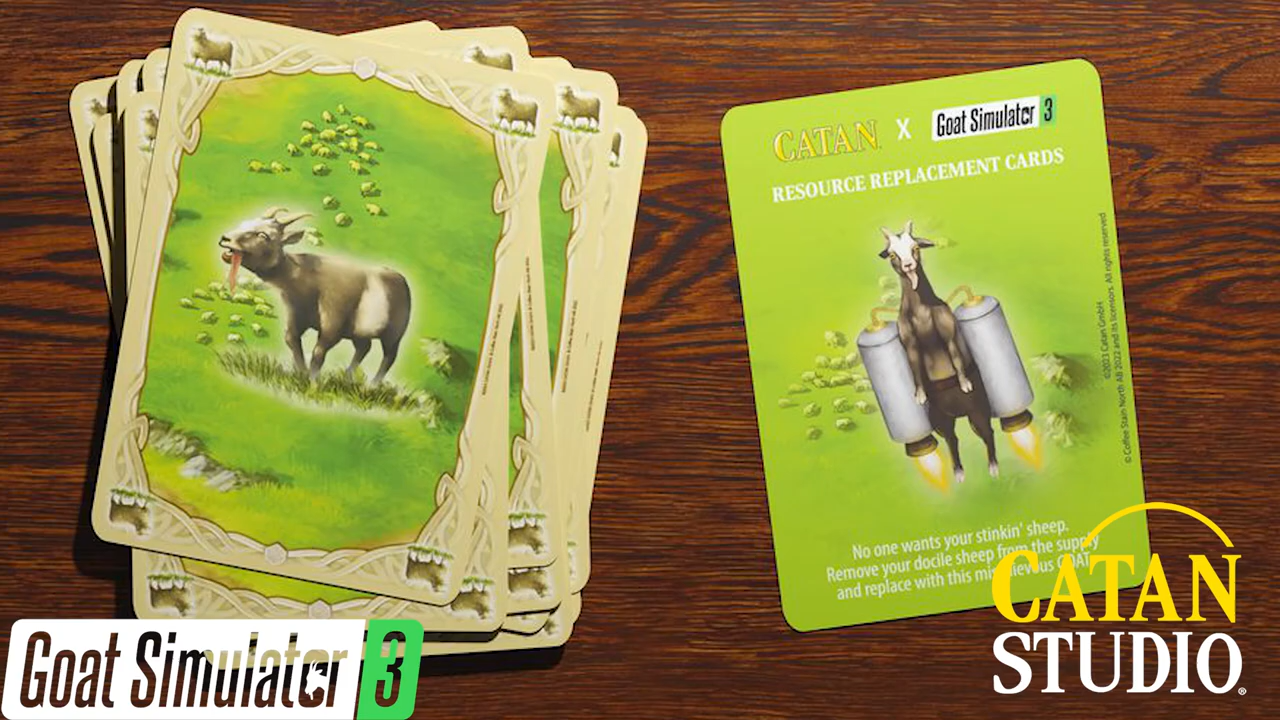 CATAN X Goat Simulator 3
RESOURCE REPLACEMENT CARDS
No one wants your stinkin' sheep.
Remove your docile sheep from the supply
and replace with this mischievous GOAT
©2023 Catan GmbH
© Coffee Stain North AB 2022 and its licensors. All rights reserved
Goat Simulator 3
CATAN
STUDIO®